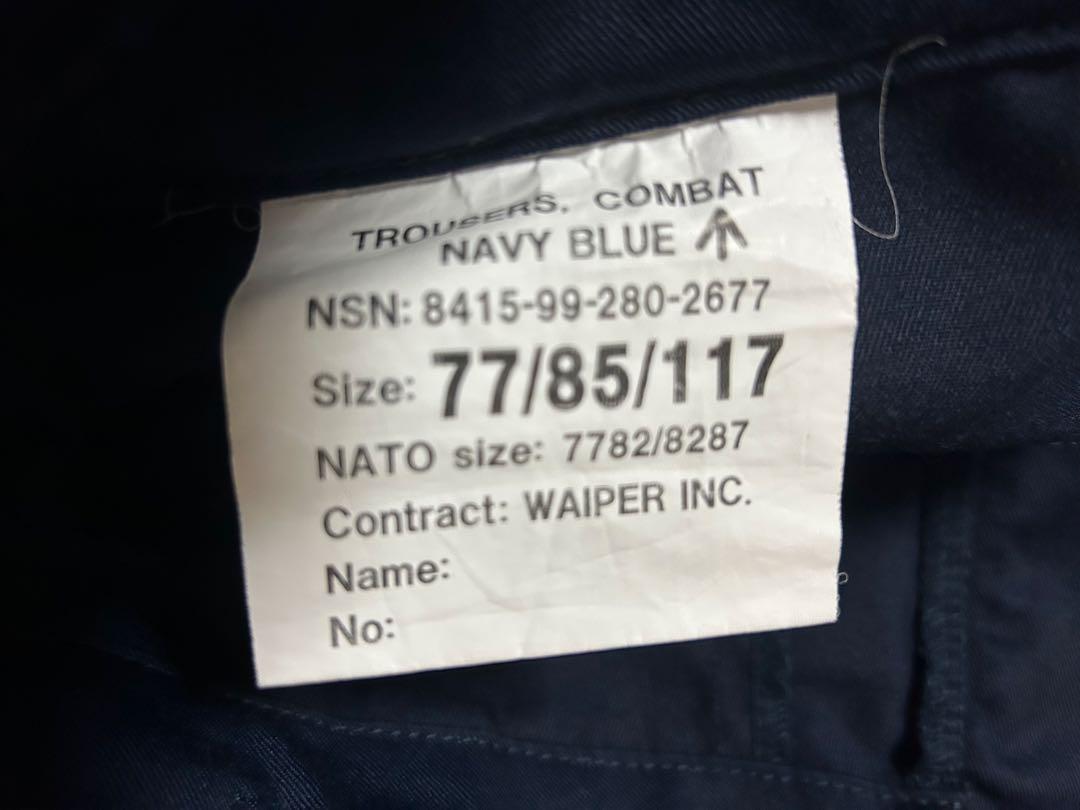 TROUSERS, COMBAT
NAVY BLUE
NSN: 8415-99-280-2677
Size: 77/85/117
NATO size: 7782/8287
Contract: WAIPER INC.
Name:
No: